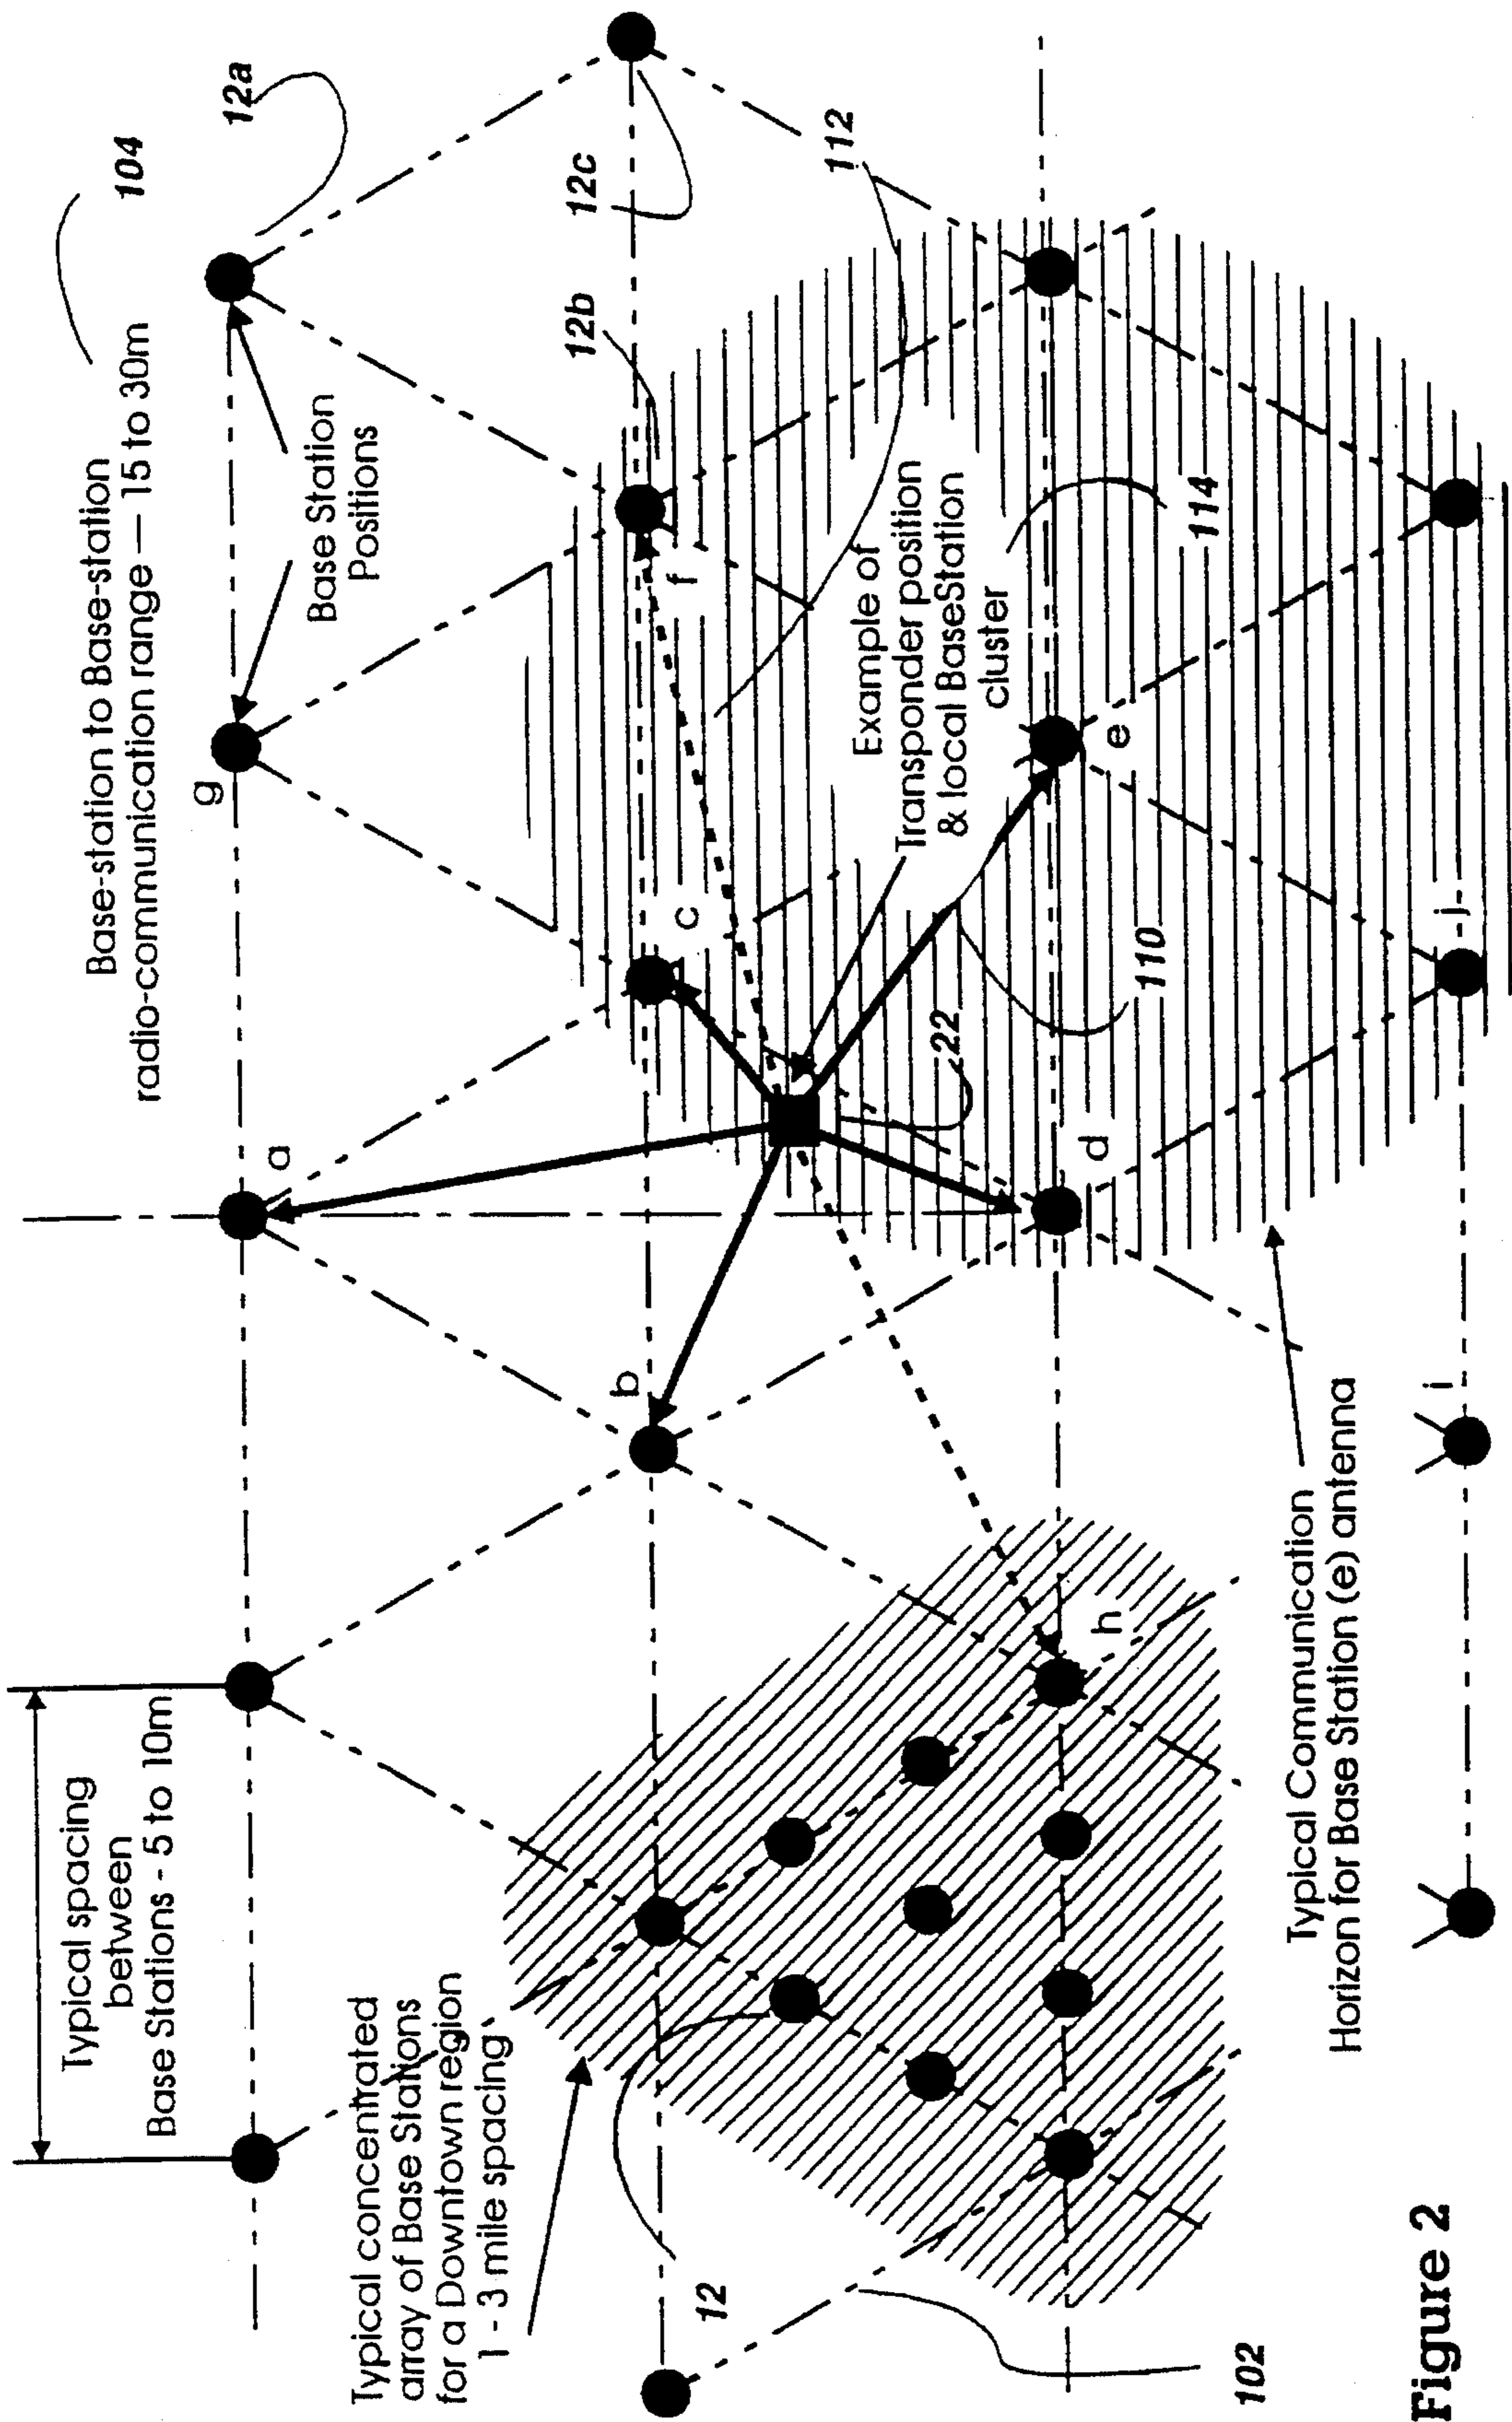 Typical spacing
between
Base Stations - 5 to 10m
Base-station to Base-station
radio-communication range — 15 to 30m
104
12a
g
a
Base Station
Positions
Typical concentrated
array of Base Stations
for a Downtown region
1 - 3 mile spacing
12
b
c
f
12b
12c
112
Example of
Transponder position
& local BaseStation
cluster
22
110
114
h
d
e
102
Typical Communication
Horizon for Base Station (e) antenna
i
j
Figure 2